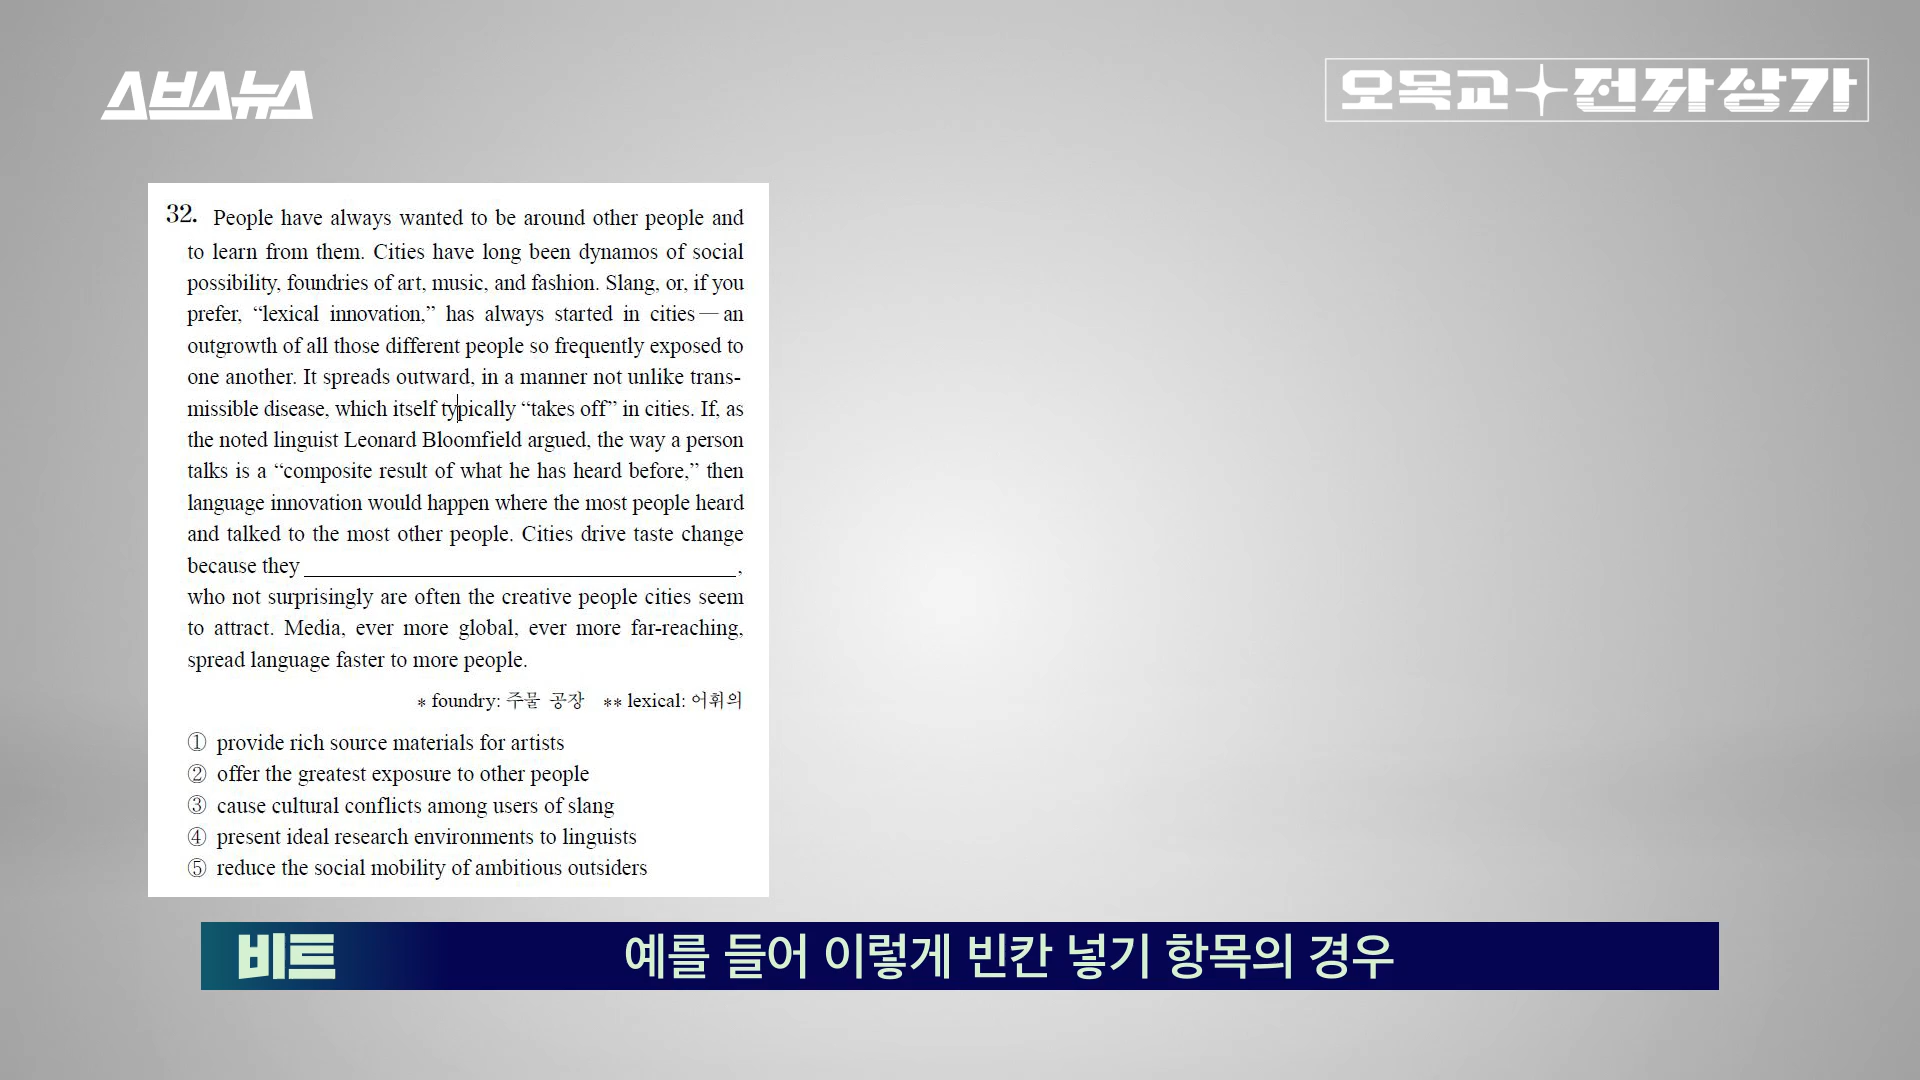 스브스뉴스
오목교 전자상가
32. People have always wanted to be around other people and
to learn from them. Cities have long been dynamos of social
possibility, foundries of art, music, and fashion. Slang, or, if you
prefer, “lexical innovation,” has always started in cities — an
outgrowth of all those different people so frequently exposed to
one another. It spreads outward, in a manner not unlike trans-
missible disease, which itself typically “takes off” in cities. If, as
the noted linguist Leonard Bloomfield argued, the way a person
talks is a “composite result of what he has heard before,” then
language innovation would happen where the most people heard
and talked to the most other people. Cities drive taste change
because they ______________________________,
who not surprisingly are often the creative people cities seem
to attract. Media, ever more global, ever more far-reaching,
spread language faster to more people.
* foundry: 주물 공장 ** lexical: 어휘의
① provide rich source materials for artists
② offer the greatest exposure to other people
③ cause cultural conflicts among users of slang
④ present ideal research environments to linguists
⑤ reduce the social mobility of ambitious outsiders
비트 예를 들어 이렇게 빈칸 넣기 항목의 경우